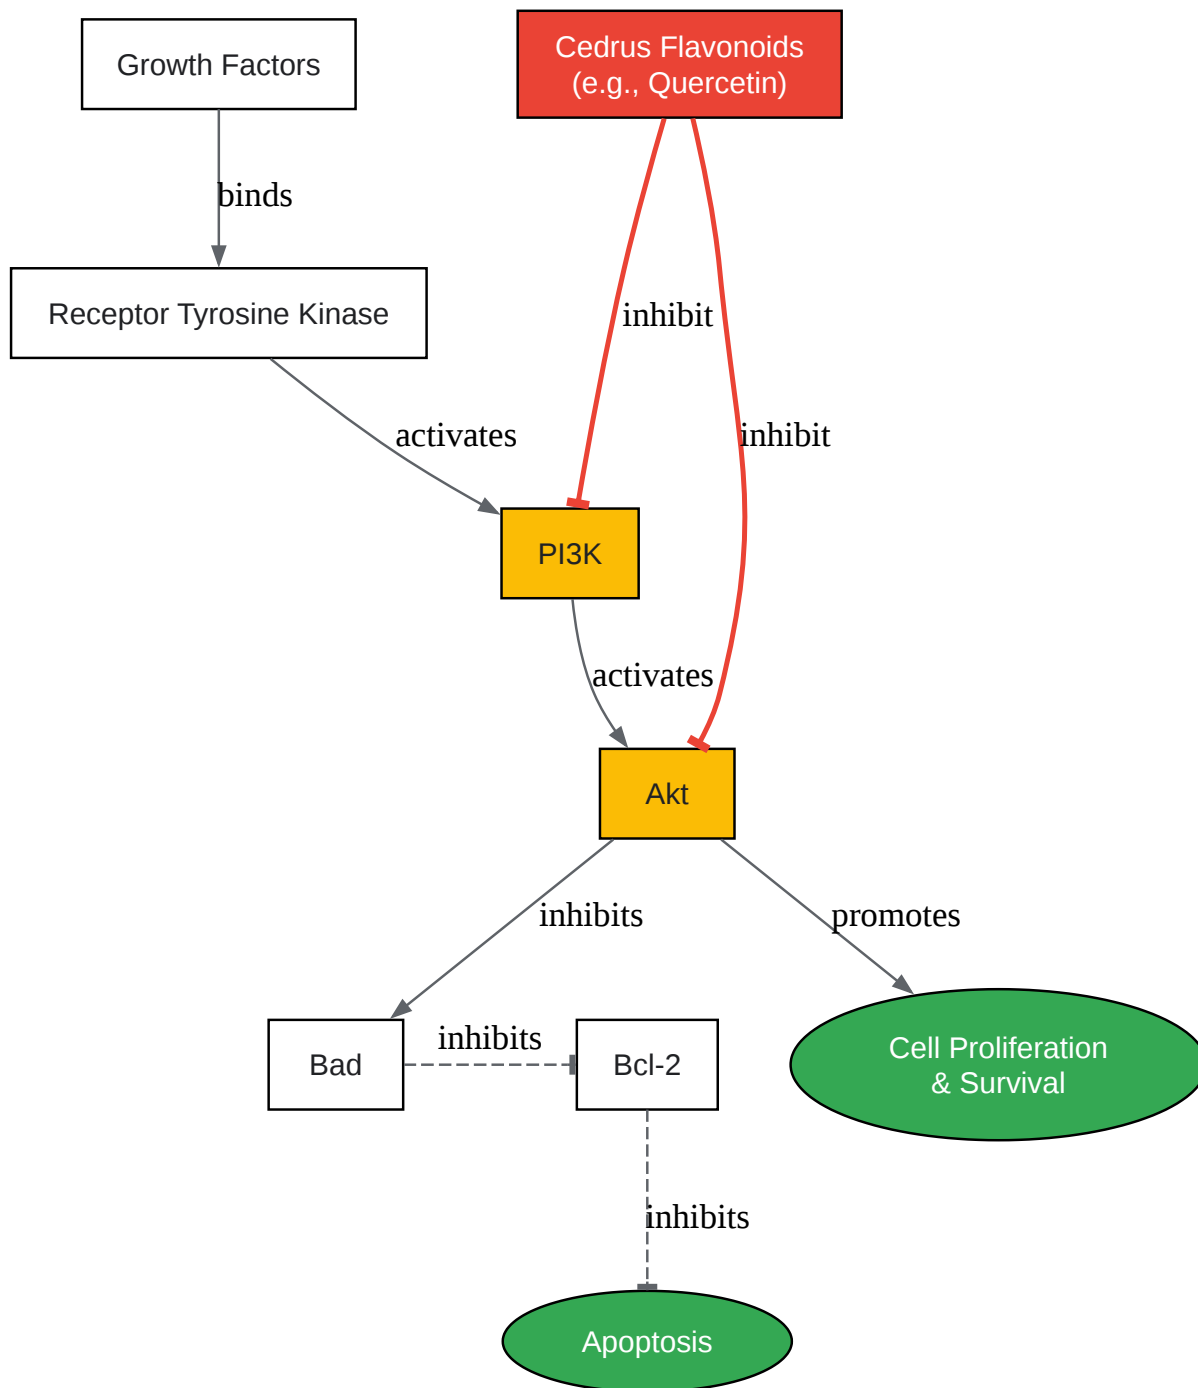 Growth Factors
Cedrus Flavonoids
(e.g., Quercetin)
binds
Receptor Tyrosine Kinase
inhibit
activates
inhibit
PI3K
activates
Akt
inhibits
promotes
Bad
inhibits
Bcl-2
Cell Proliferation
& Survival
inhibits
Apoptosis